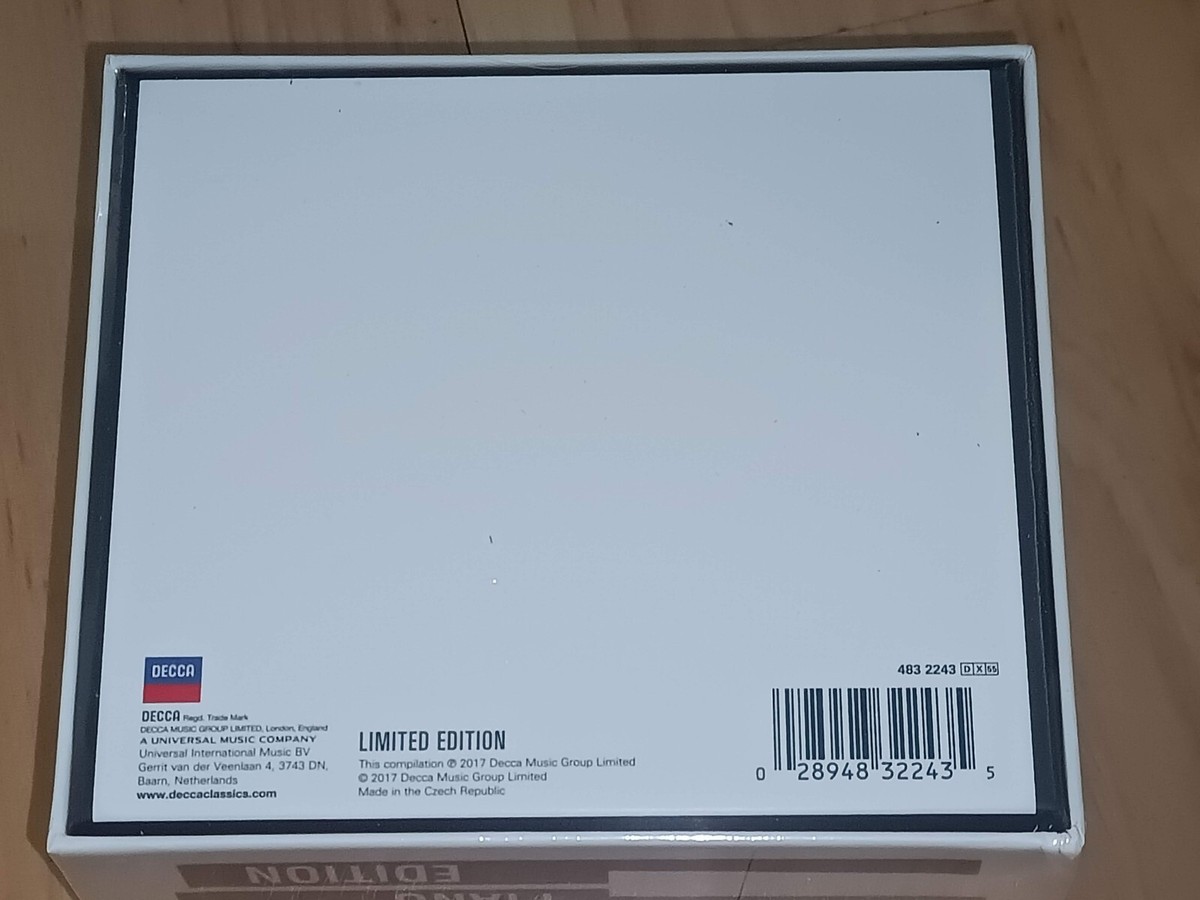 DECCA
DECCA Regd. Trade Mark
DECCA MUSIC GROUP LIMITED, London, England
A UNIVERSAL MUSIC COMPANY
Universal International Music BV
Gerrit van der Veenlaan 4, 3743 DN,
Baarn, Netherlands
www.deccaclassics.com
LIMITED EDITION
This compilation ℗ 2017 Decca Music Group Limited
© 2017 Decca Music Group Limited
Made in the Czech Republic
483 2243 D X 55
0 28948 32243 5
EDITION
PIANO